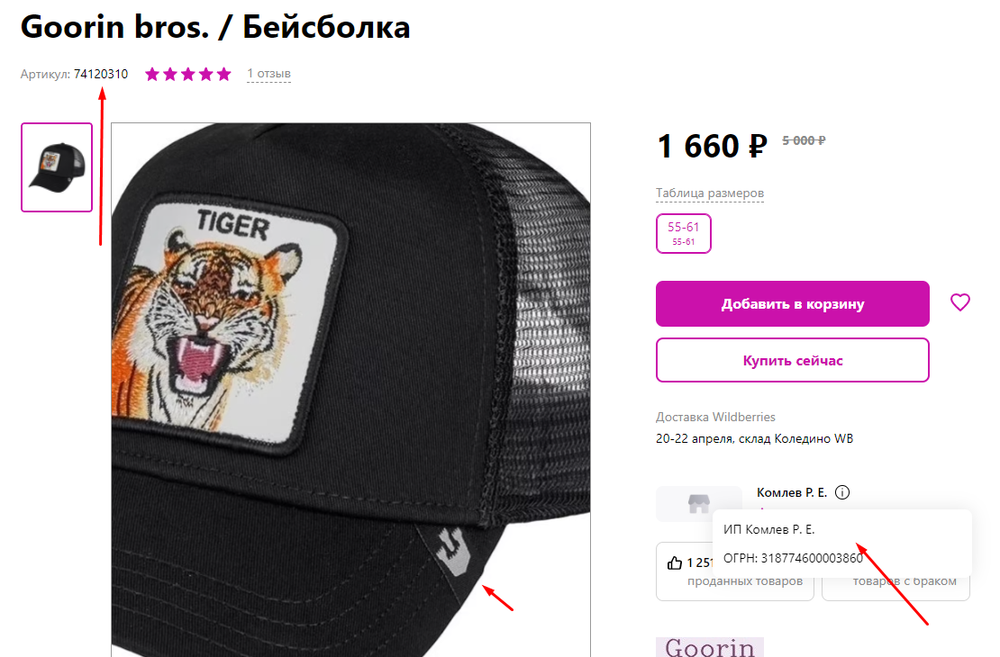 Goorin bros. / Бейсболка
Артикул: 74120310
1 отзыв
TIGER
1 660 ₽ 5 000 ₽
Таблица размеров
55-61
55-61
Добавить в корзину
Купить сейчас
Доставка Wildberries
20-22 апреля, склад Коледино WB
Комлев Р. Е.
ИП Комлев Р. Е.
ОГРН: 318774600003860
1 251
проданных товаров
товаров с браком
Goorin